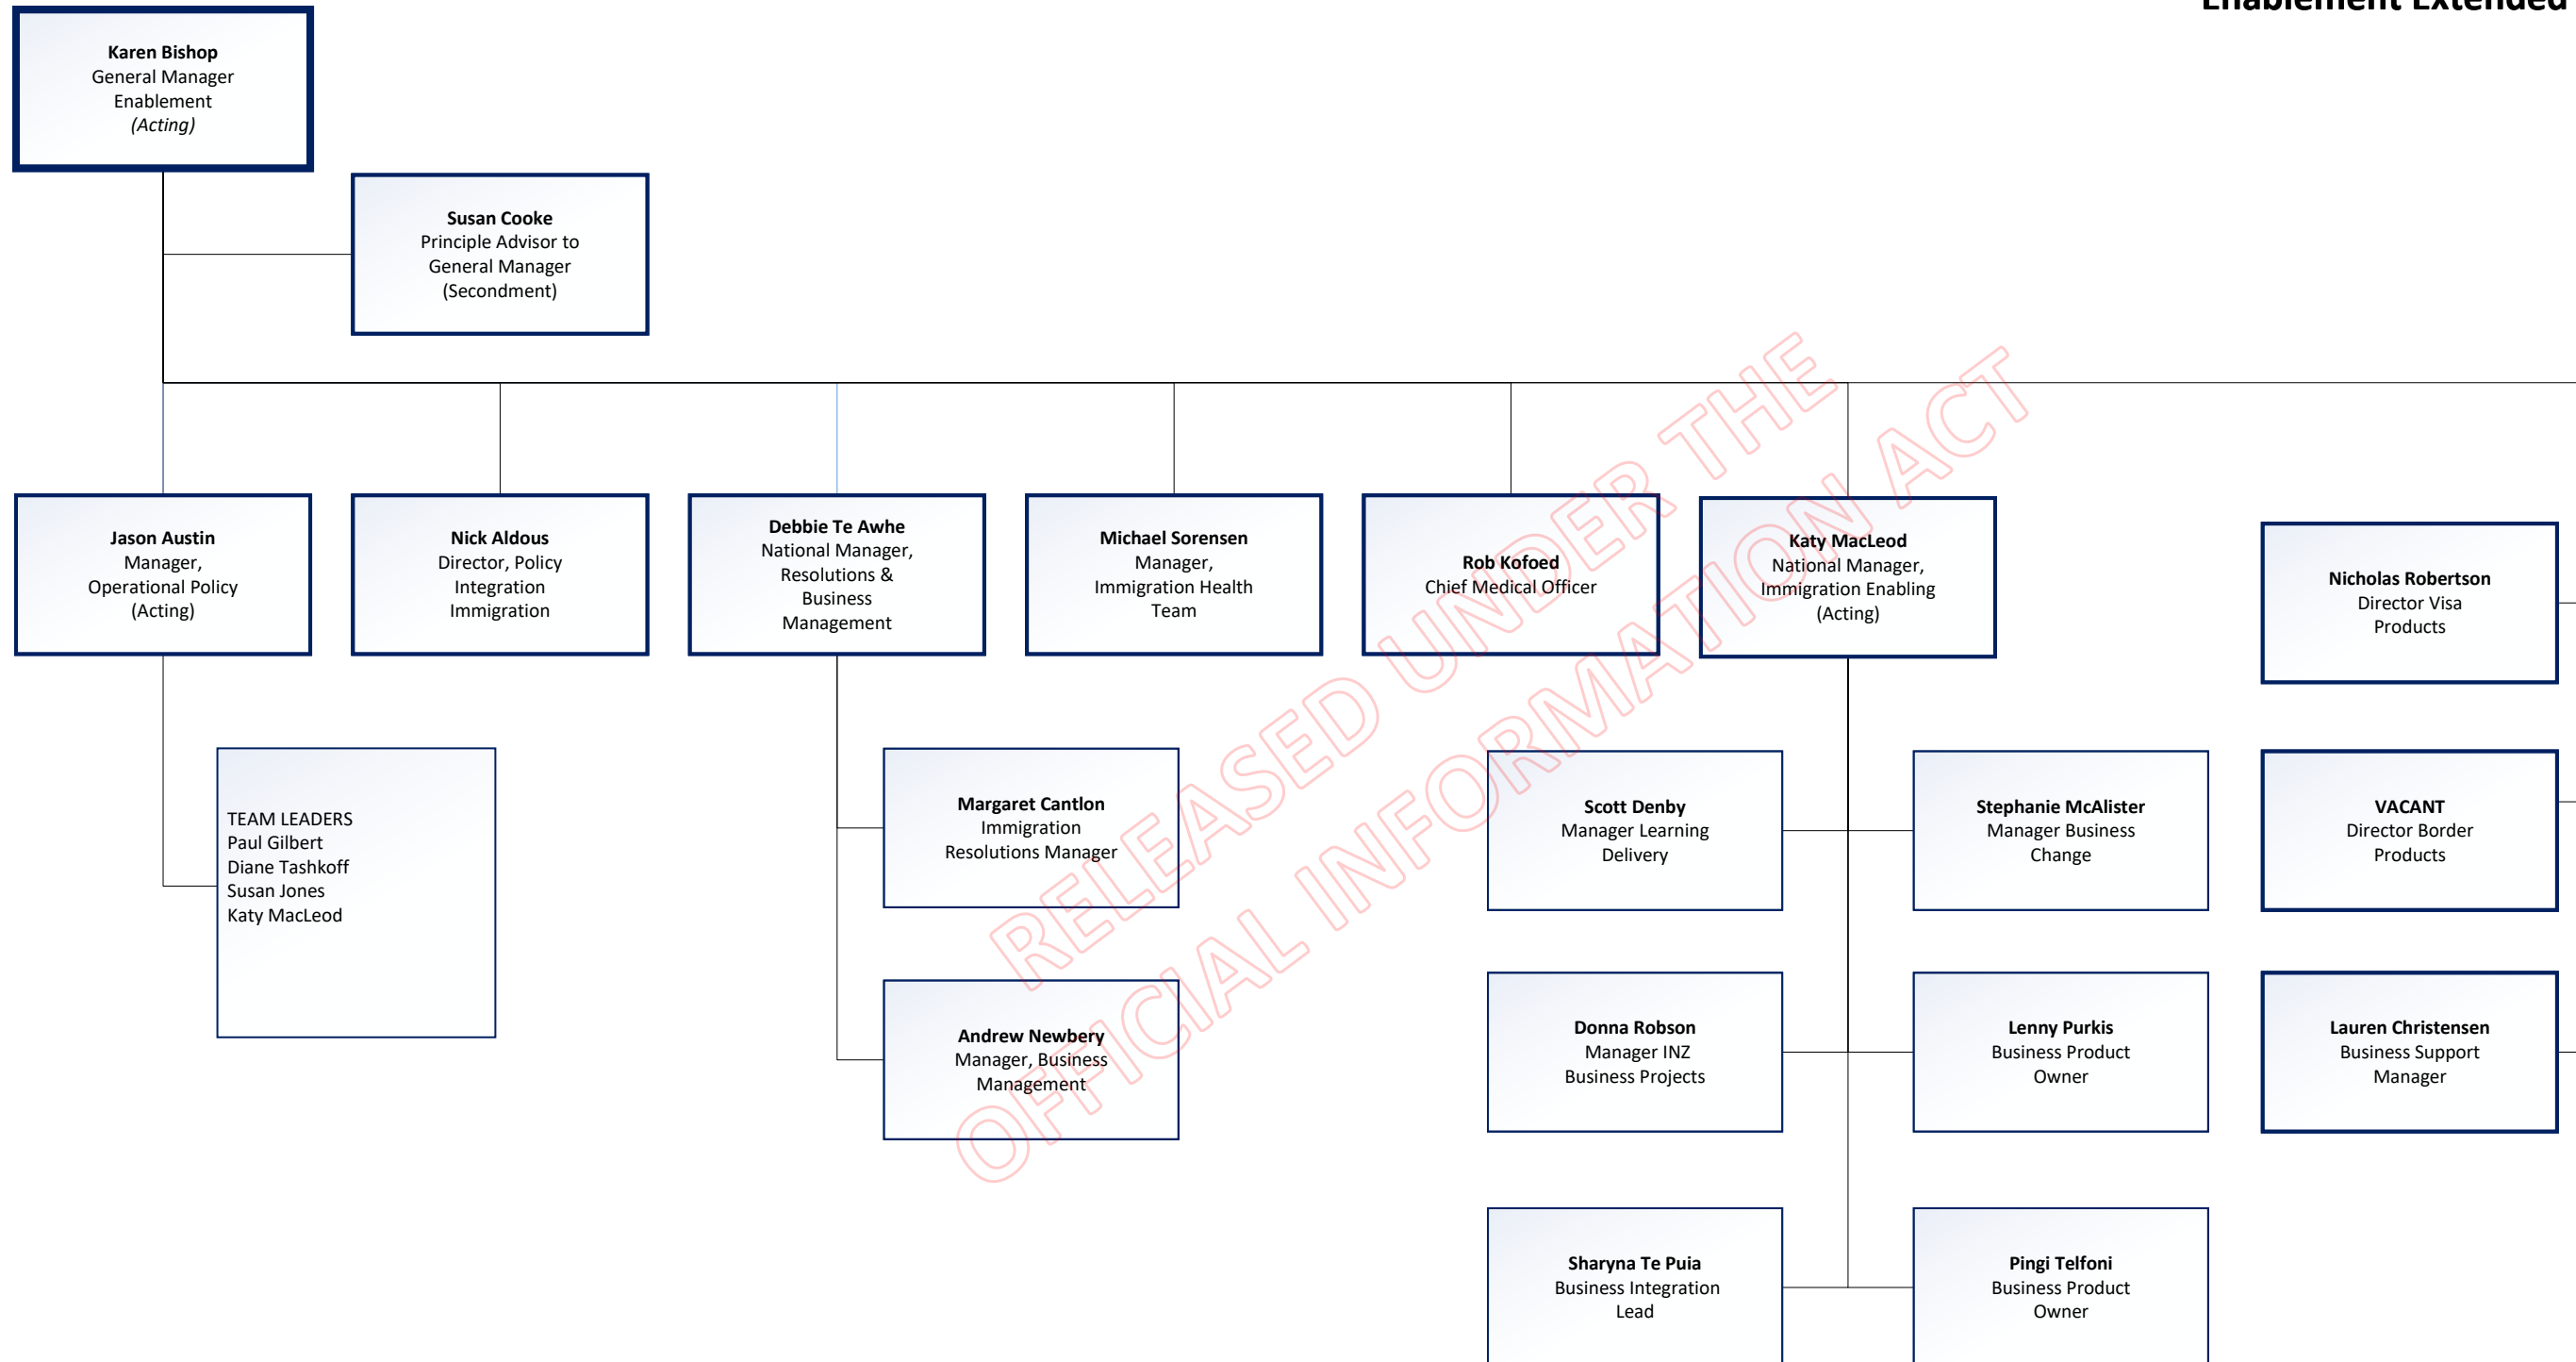 Enablement Extended
Karen Bishop
General Manager
Enablement
(Acting)
Susan Cooke
Principle Advisor to
General Manager
(Secondment)
Jason Austin
Manager,
Operational Policy
(Acting)
Nick Aldous
Director, Policy
Integration
Immigration
Debbie Te Awhe
National Manager,
Resolutions &
Business
Management
Michael Sorensen
Manager,
Immigration Health
Team
Rob Kofoed
Chief Medical Officer
Katy MacLeod
National Manager,
Immigration Enabling
(Acting)
Nicholas Robertson
Director Visa
Products
TEAM LEADERS
Paul Gilbert
Diane Tashkoff
Susan Jones
Katy MacLeod
Margaret Cantlon
Immigration
Resolutions Manager
Scott Denby
Manager Learning
Delivery
Stephanie McAlister
Manager Business
Change
VACANT
Director Border
Products
Andrew Newbery
Manager, Business
Management
Donna Robson
Manager INZ
Business Projects
Lenny Purkis
Business Product
Owner
Lauren Christensen
Business Support
Manager
Sharyna Te Puia
Business Integration
Lead
Pingi Telfoni
Business Product
Owner
RELEASED UNDER THE
OFFICIAL INFORMATION ACT